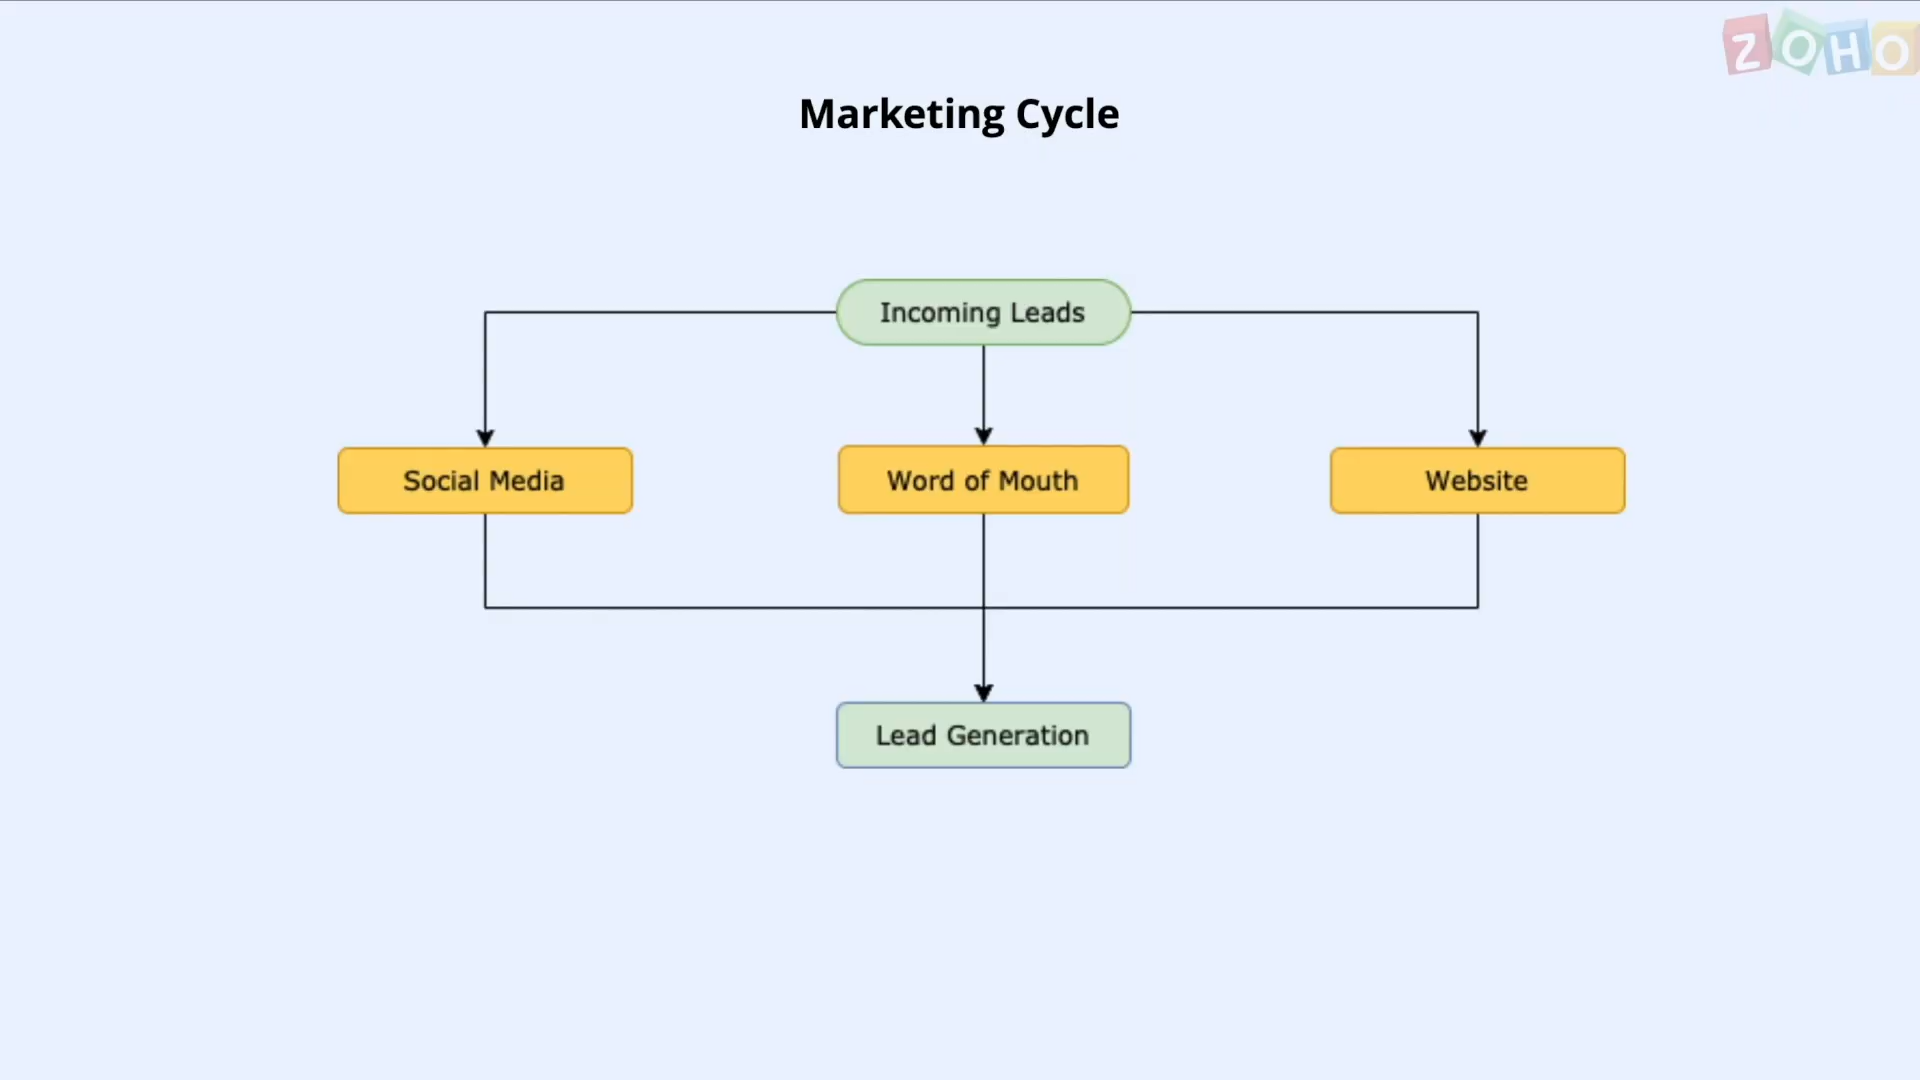 ZOHO
Marketing Cycle
Incoming Leads
Social Media
Word of Mouth
Website
Lead Generation